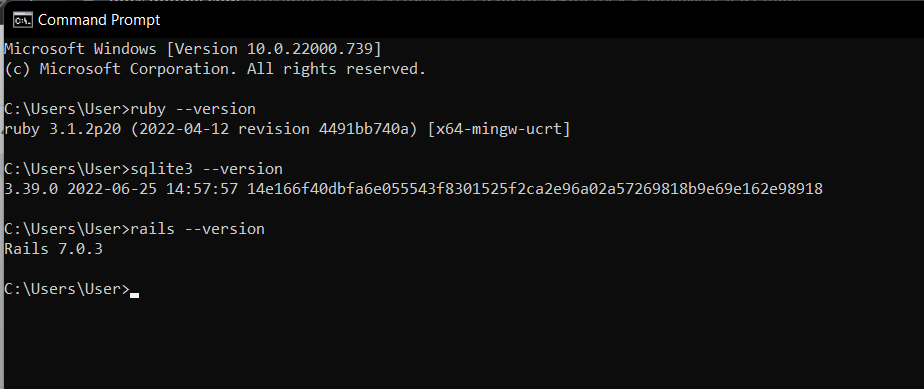 Command Prompt
Microsoft Windows [Version 10.0.22000.739]
(c) Microsoft Corporation. All rights reserved.
C:\Users\User>ruby --version
ruby 3.1.2p20 (2022-04-12 revision 4491bb740a) [x64-mingw-ucrt]
C:\Users\User>sqlite3 --version
3.39.0 2022-06-25 14:57:57 14e166f40dbfa6e055543f8301525f2ca2e96a02a57269818b9e69e162e98918
C:\Users\User>rails --version
Rails 7.0.3
C:\Users\User>